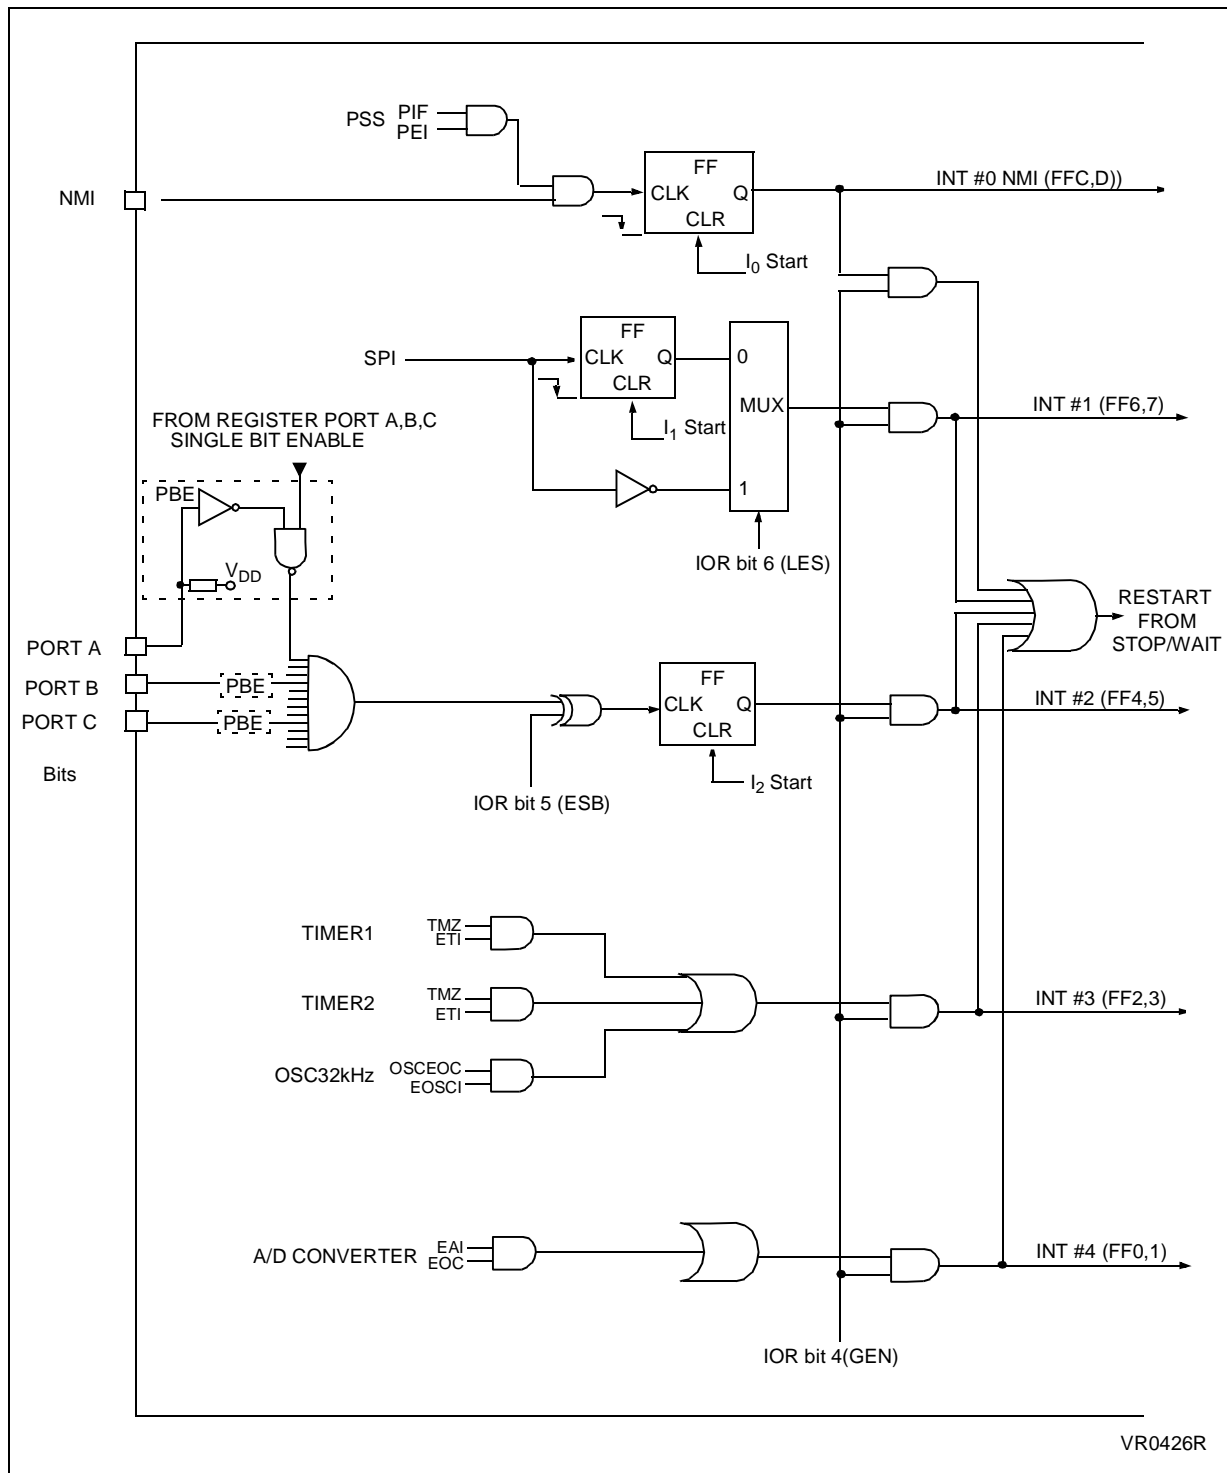 PSS PIF
PEI
NMI
FF
CLK Q
CLR
I0 Start
INT #0 NMI (FFC,D))
SPI
FF
CLK Q
CLR
I1 Start
0
MUX
1
IOR bit 6 (LES)
INT #1 (FF6,7)
FROM REGISTER PORT A,B,C
SINGLE BIT ENABLE
PBE
VDD
PORT A
PORT B PBE
PORT C PBE
Bits
IOR bit 5 (ESB)
FF
CLK Q
CLR
I2 Start
INT #2 (FF4,5)
RESTART
FROM
STOP/WAIT
TIMER1 TMZ
ETI
TIMER2 TMZ
ETI
OSC32kHz OSCEOC
EOSCI
INT #3 (FF2,3)
A/D CONVERTER EAI
EOC
INT #4 (FF0,1)
IOR bit 4(GEN)
VR0426R